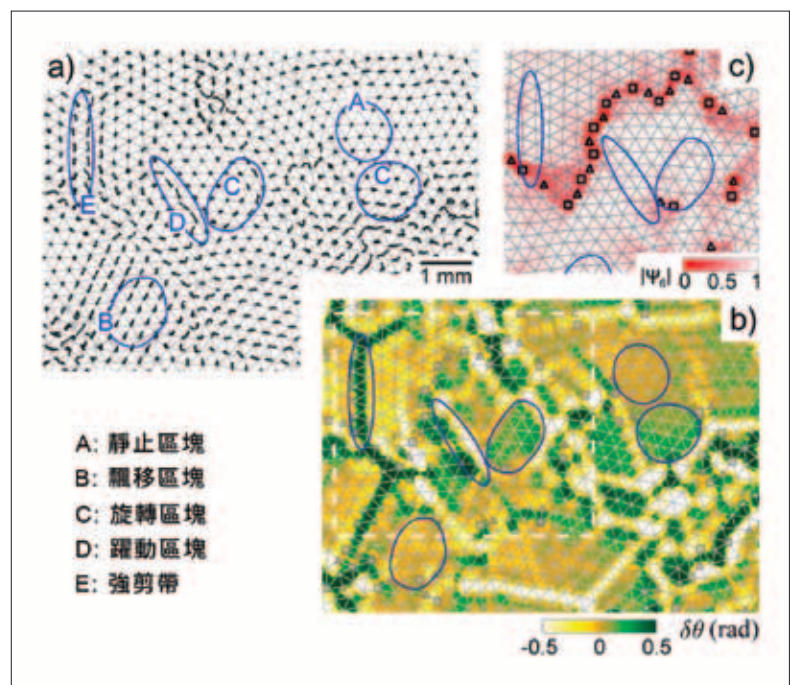 a)
A
C
C
E
D
B
1 mm
c)
|Ψ₆| 0 0.5 1
b)
A: 靜止區塊
B: 飄移區塊
C: 旋轉區塊
D: 躍動區塊
E: 強剪帶
-0.5 0 0.5 δθ (rad)